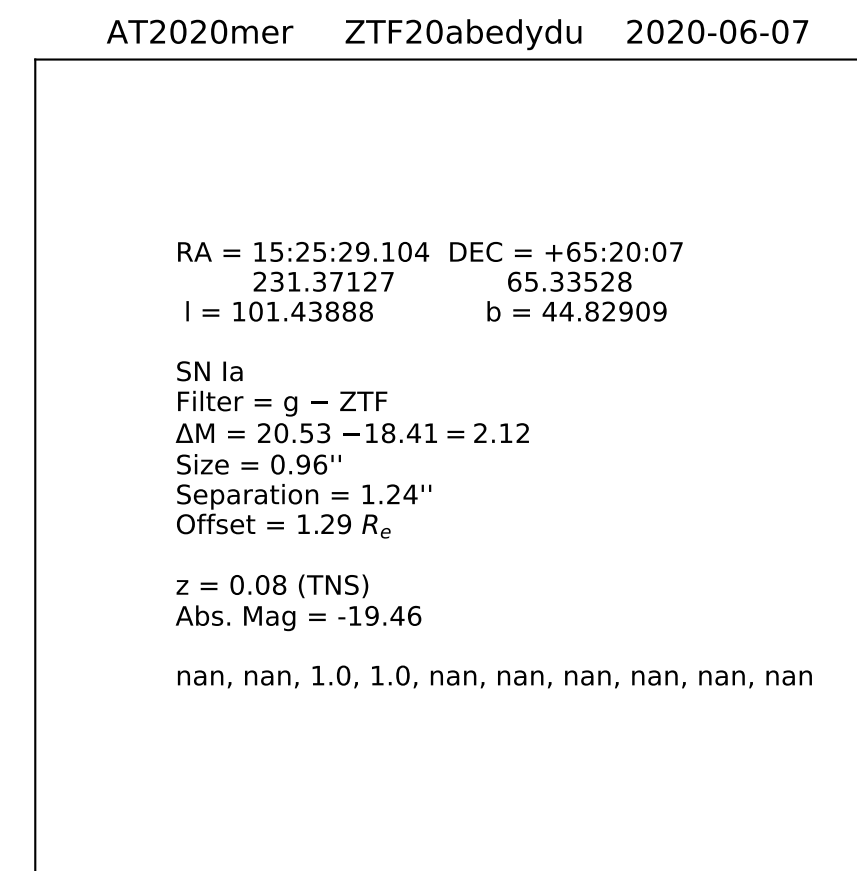 AT2020mer ZTF20abedydu 2020-06-07
RA = 15:25:29.104 DEC = +65:20:07
231.37127 65.33528
l = 101.43888 b = 44.82909
SN Ia
Filter = g − ZTF
ΔM = 20.53 −18.41 = 2.12
Size = 0.96''
Separation = 1.24''
Offset = 1.29 Re
z = 0.08 (TNS)
Abs. Mag = -19.46
nan, nan, 1.0, 1.0, nan, nan, nan, nan, nan, nan